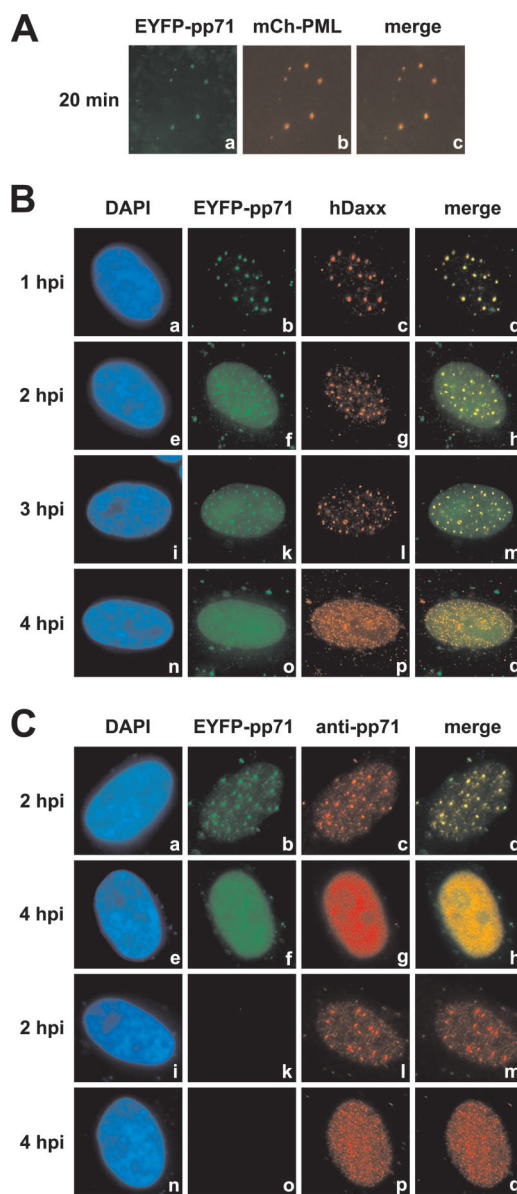 A
EYFP-pp71 mCh-PML merge
20 min
a b c
B
DAPI EYFP-pp71 hDaxx merge
1 hpi
a b c d
2 hpi
e f g h
3 hpi
i k l m
4 hpi
n o p q
C
DAPI EYFP-pp71 anti-pp71 merge
2 hpi
a b c d
4 hpi
e f g h
2 hpi
i k l m
4 hpi
n o p q